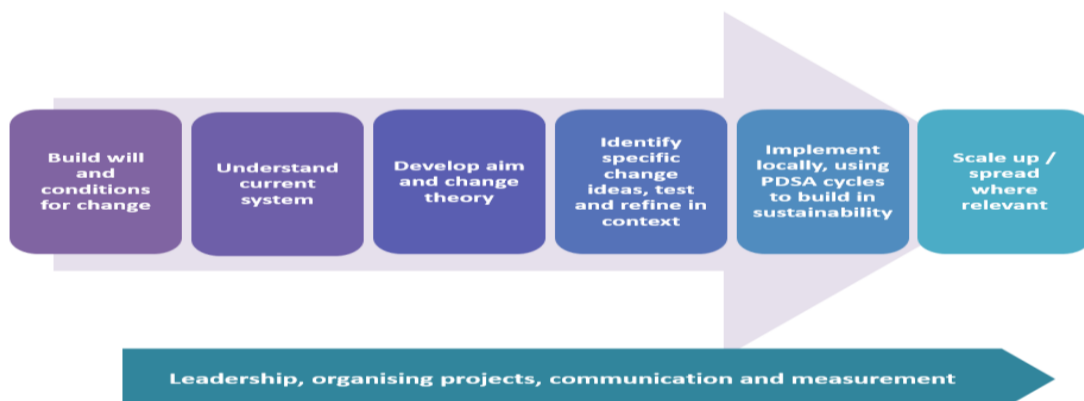 Build will
and
conditions
for change
Understand
current
system
Develop aim
and change
theory
Identify
specific
change
ideas, test
and refine in
context
Implement
locally, using
PDSA cycles
to build in
sustainability
Scale up /
spread
where
relevant
Leadership, organising projects, communication and measurement